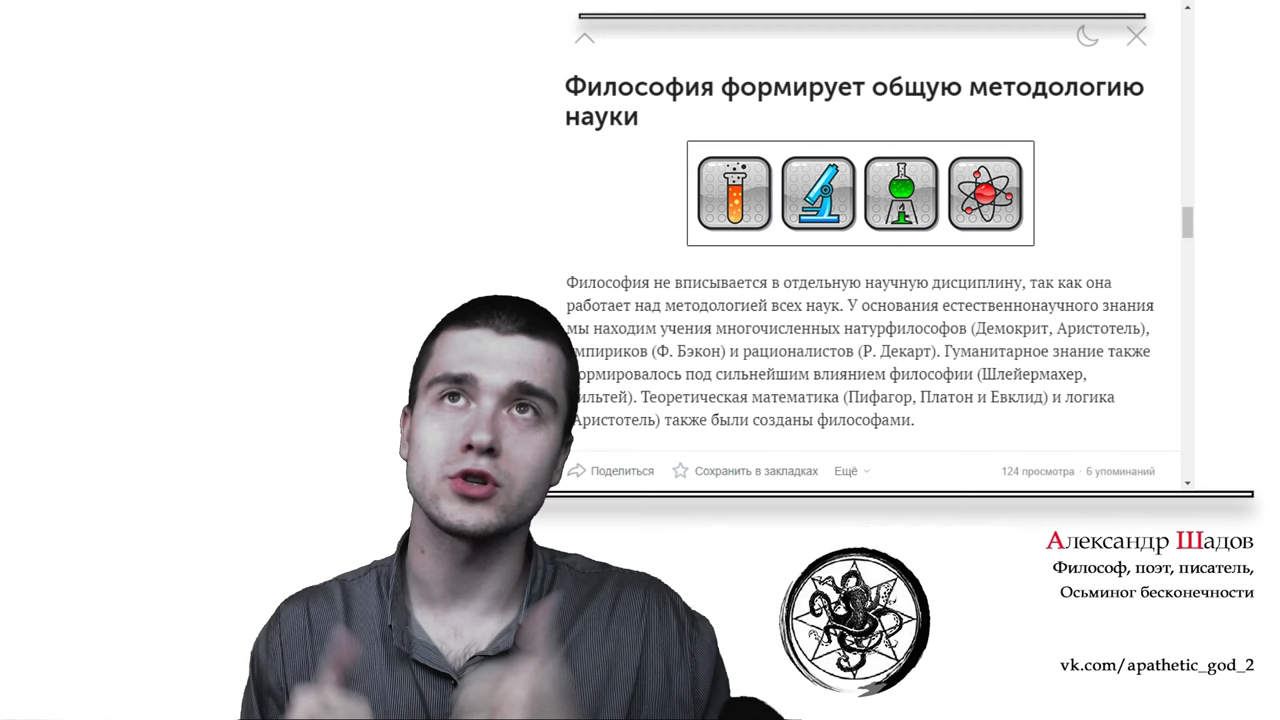 Философия формирует общую методологию
науки
Философия не вписывается в отдельную научную дисциплину, так как она
работает над методологией всех наук. У основания естественнонаучного знания
мы находим учения многочисленных натурфилософов (Демокрит, Аристотель),
мпириков (Ф. Бэкон) и рационалистов (Р. Декарт). Гуманитарное знание также
ормировалось под сильнейшим влиянием философии (Шлейермахер,
ильтей). Теоретическая математика (Пифагор, Платон и Евклид) и логика
Аристотель) также были созданы философами.
Поделиться Сохранить в закладках Ещё 124 просмотра · 6 упоминаний
Александр Шадов
Философ, поэт, писатель,
Осьминог бесконечности
vk.com/apathetic_god_2